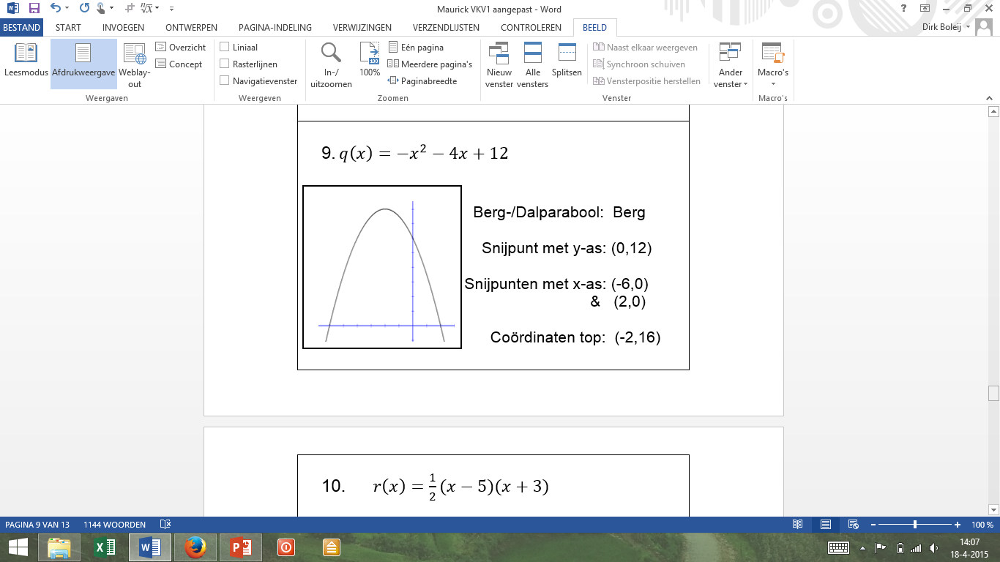 Maurick VKV1 aangepast - Word
BESTAND START INVOEGEN ONTWERPEN PAGINA-INDELING VERWIJZINGEN VERZENDLIJSTEN CONTROLEREN BEELD Dirk Boleij
Leesmodus Afdrukweergave Weblay-out
Overzicht
Concept
Weergaven
Liniaal
Rasterlijnen
Navigatievenster
Weergeven
In-/ uitzoomen
100%
Eén pagina
Meerdere pagina's
Paginabreedte
Zoomen
Nieuw venster
Alle vensters
Splitsen
Naast elkaar weergeven
Synchroon schuiven
Vensterpositie herstellen
Venster
Ander venster
Macro's
Macro's
9. q(x) = −x² − 4x + 12
Berg-/Dalparabool: Berg
Snijpunt met y-as: (0,12)
Snijpunten met x-as: (-6,0)
& (2,0)
Coördinaten top: (-2,16)
10. r(x) = ½(x − 5)(x + 3)
PAGINA 9 VAN 13 1144 WOORDEN 100 %
14:07
18-4-2015